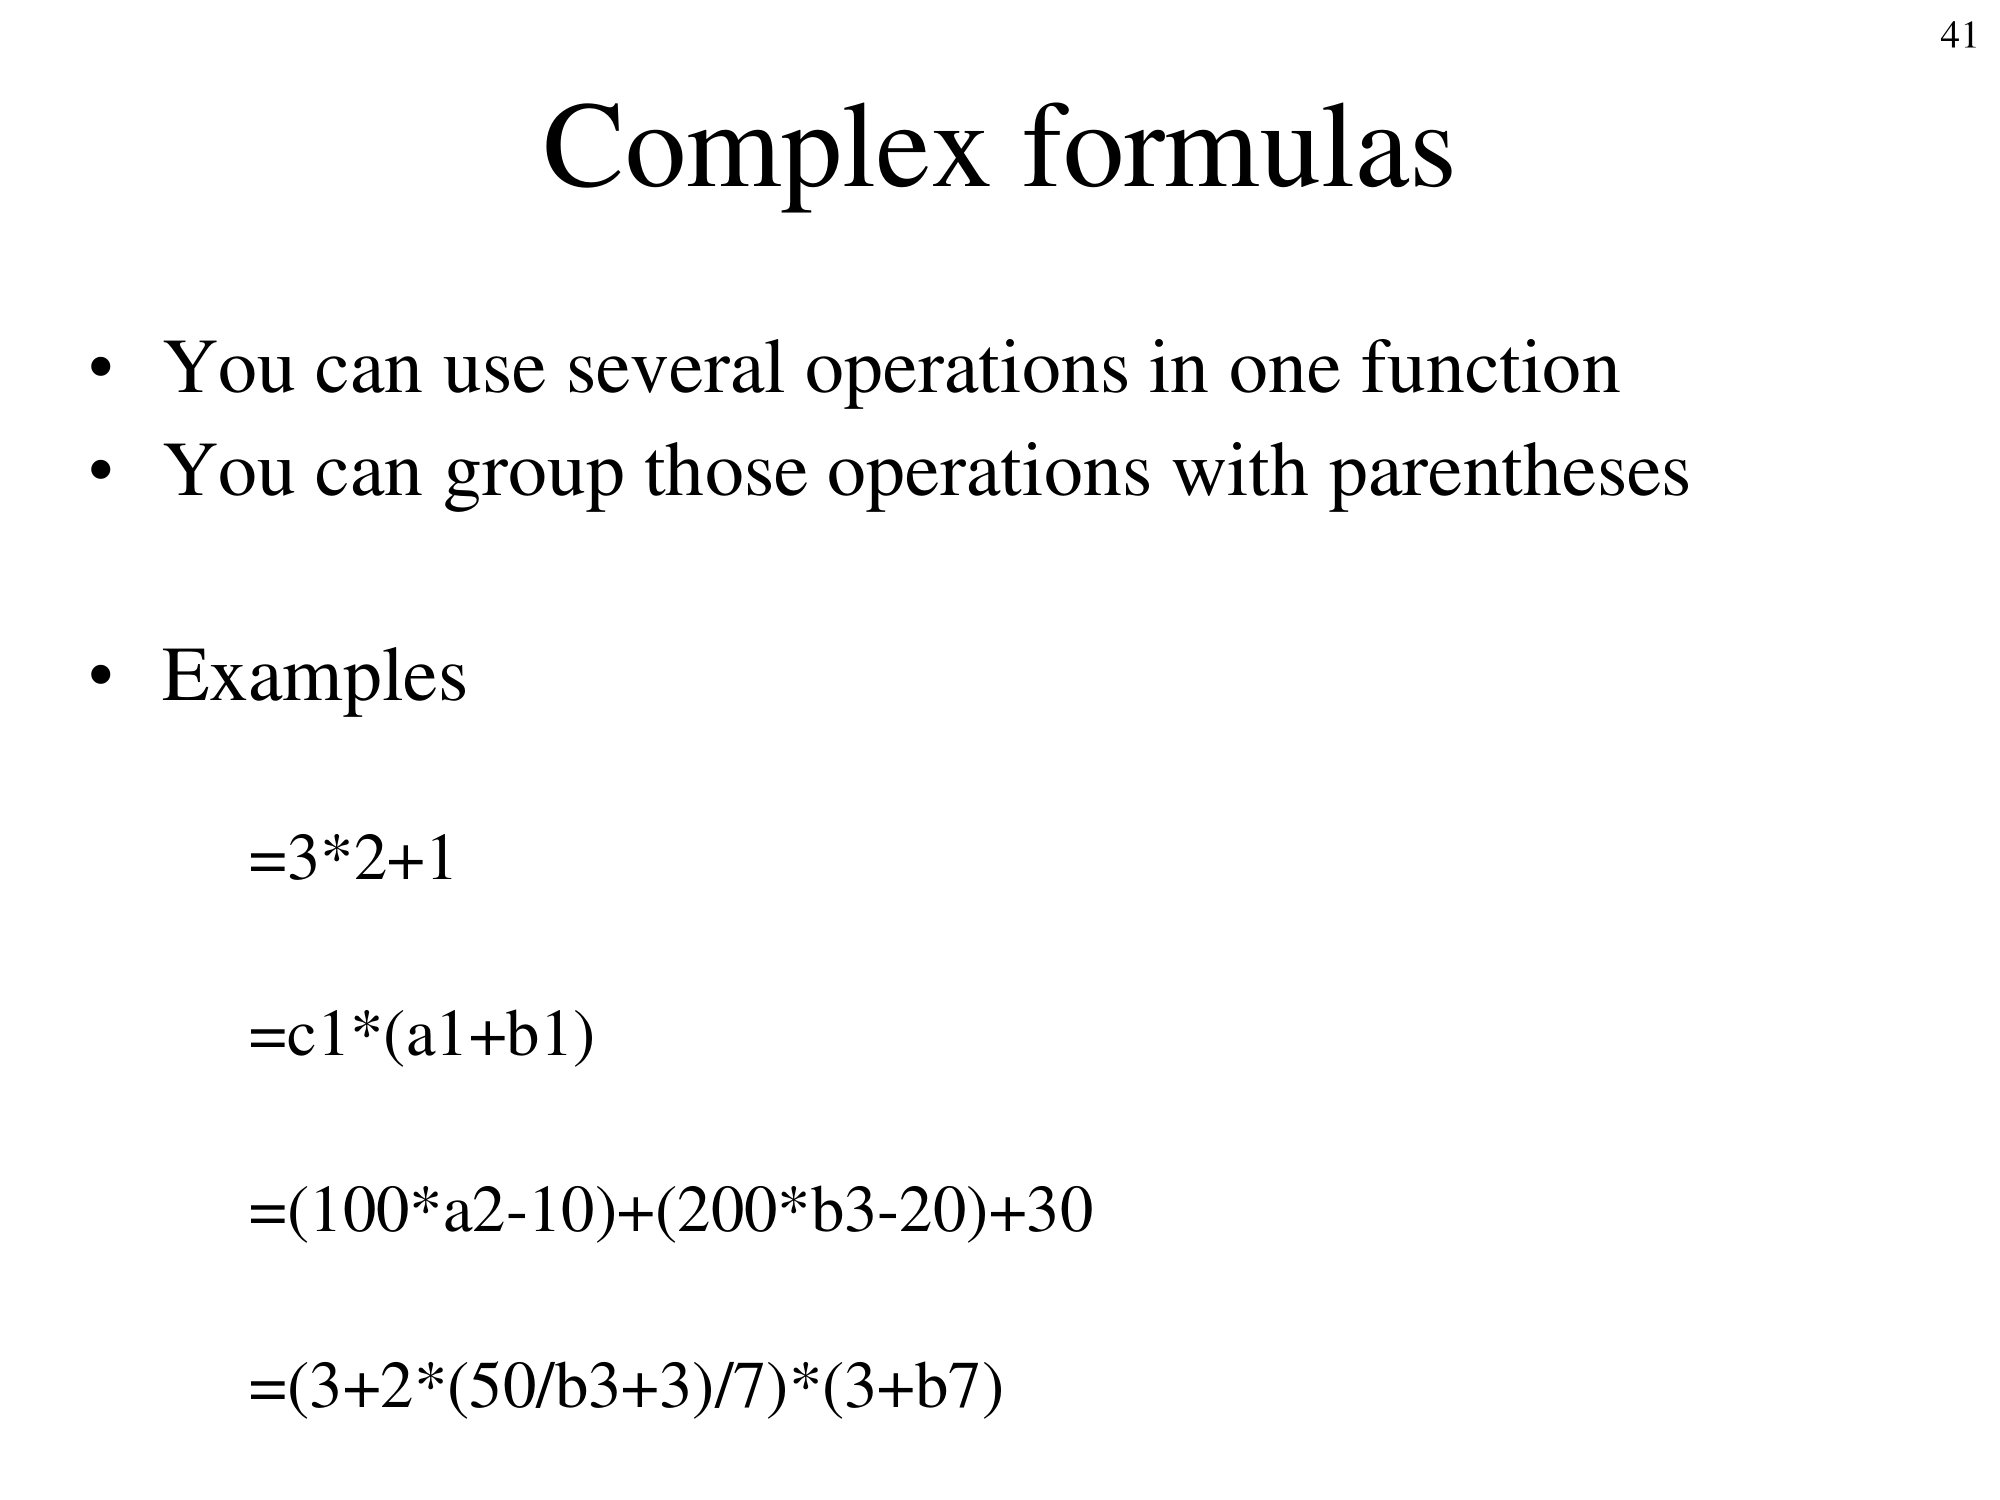 41
Complex formulas
• You can use several operations in one function
• You can group those operations with parentheses
• Examples
=3*2+1
=c1*(a1+b1)
=(100*a2-10)+(200*b3-20)+30
=(3+2*(50/b3+3)/7)*(3+b7)